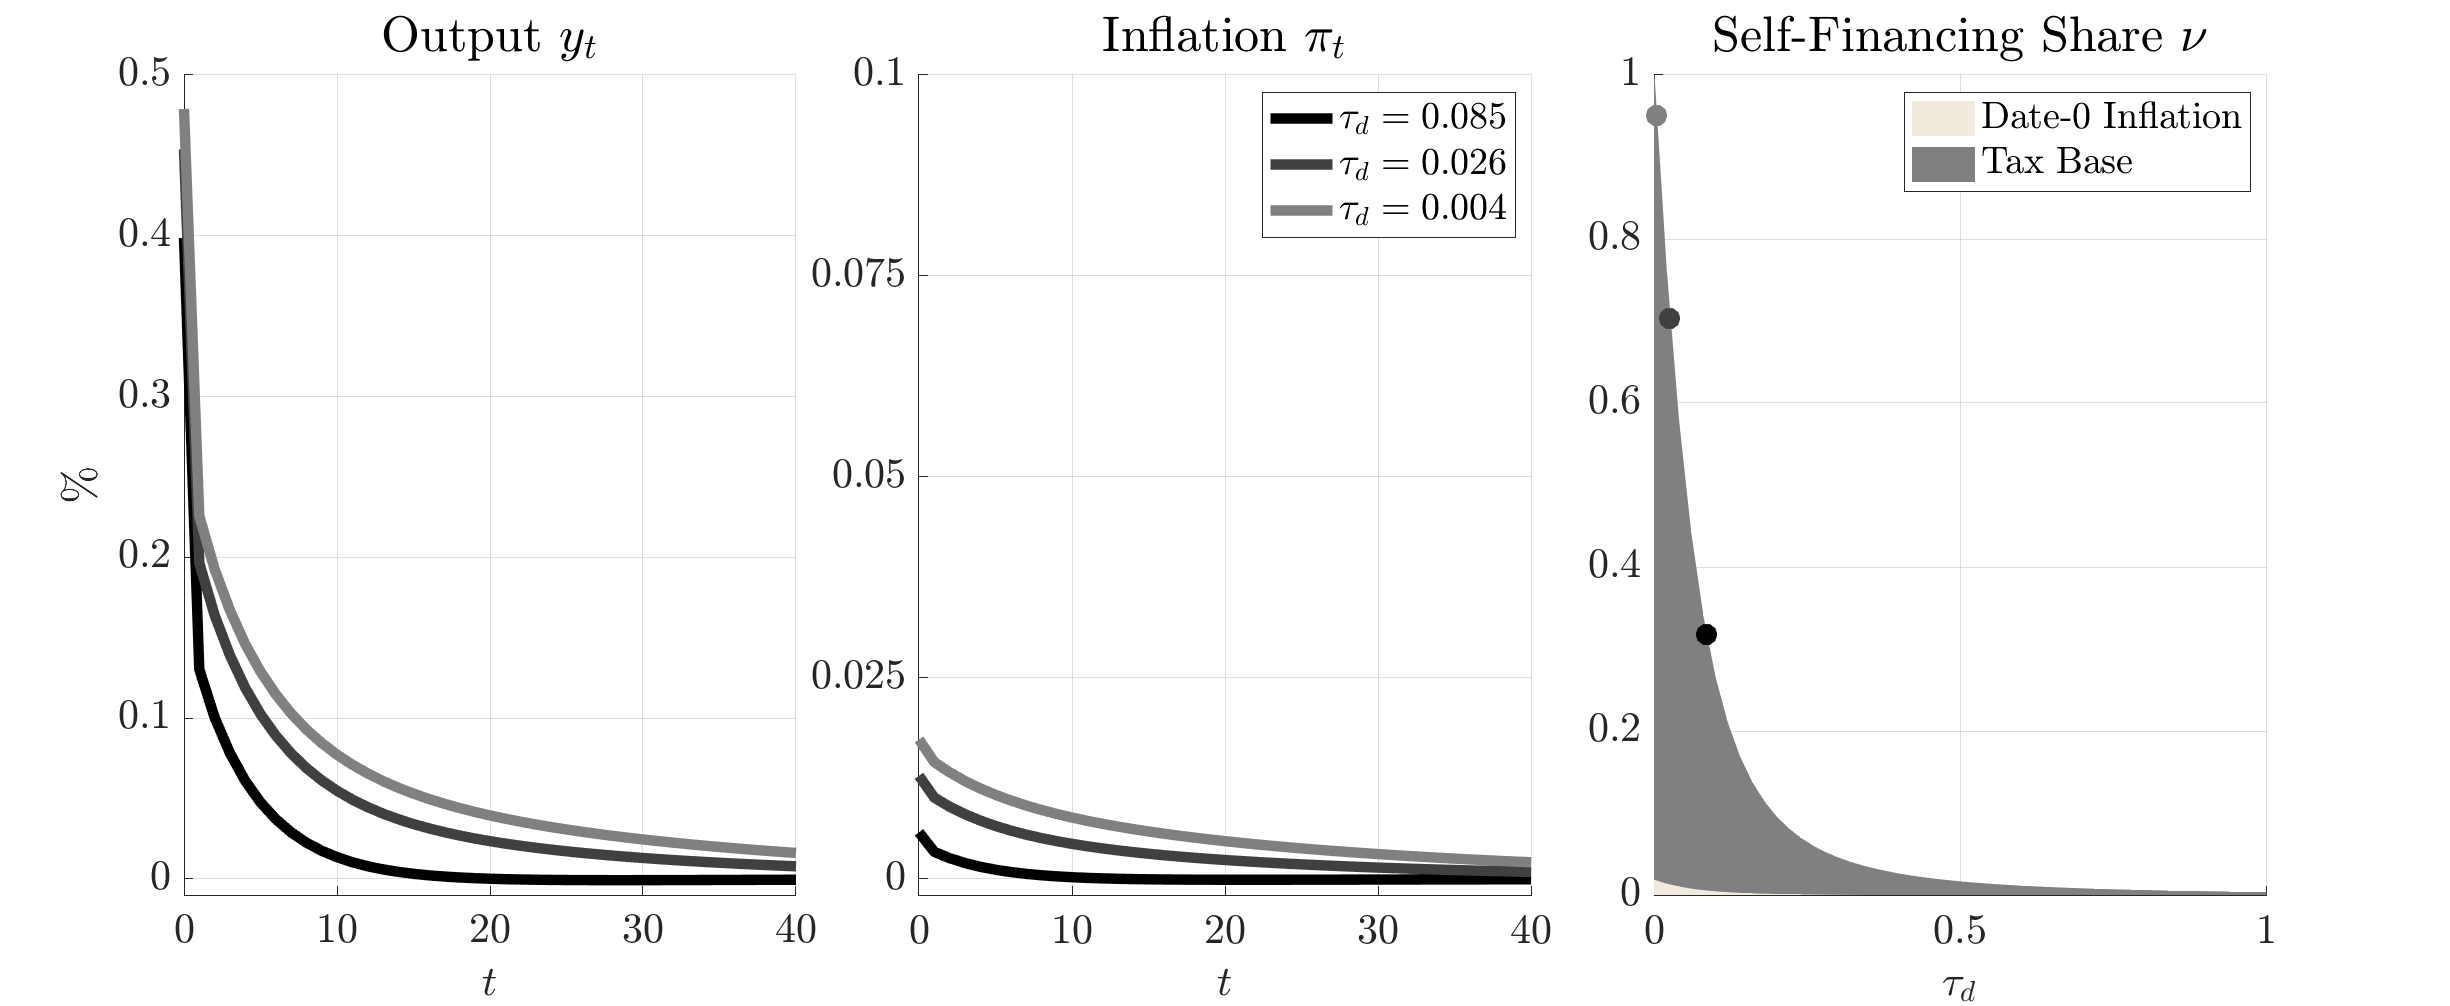 Output y_t
%
0.5
0.4
0.3
0.2
0.1
0
0 10 20 30 40
t
Inflation π_t
0.1
0.075
0.05
0.025
0
0 10 20 30 40
t
τ_d = 0.085
τ_d = 0.026
τ_d = 0.004
Self-Financing Share ν
1
0.8
0.6
0.4
0.2
0
0 0.5 1
τ_d
Date-0 Inflation
Tax Base